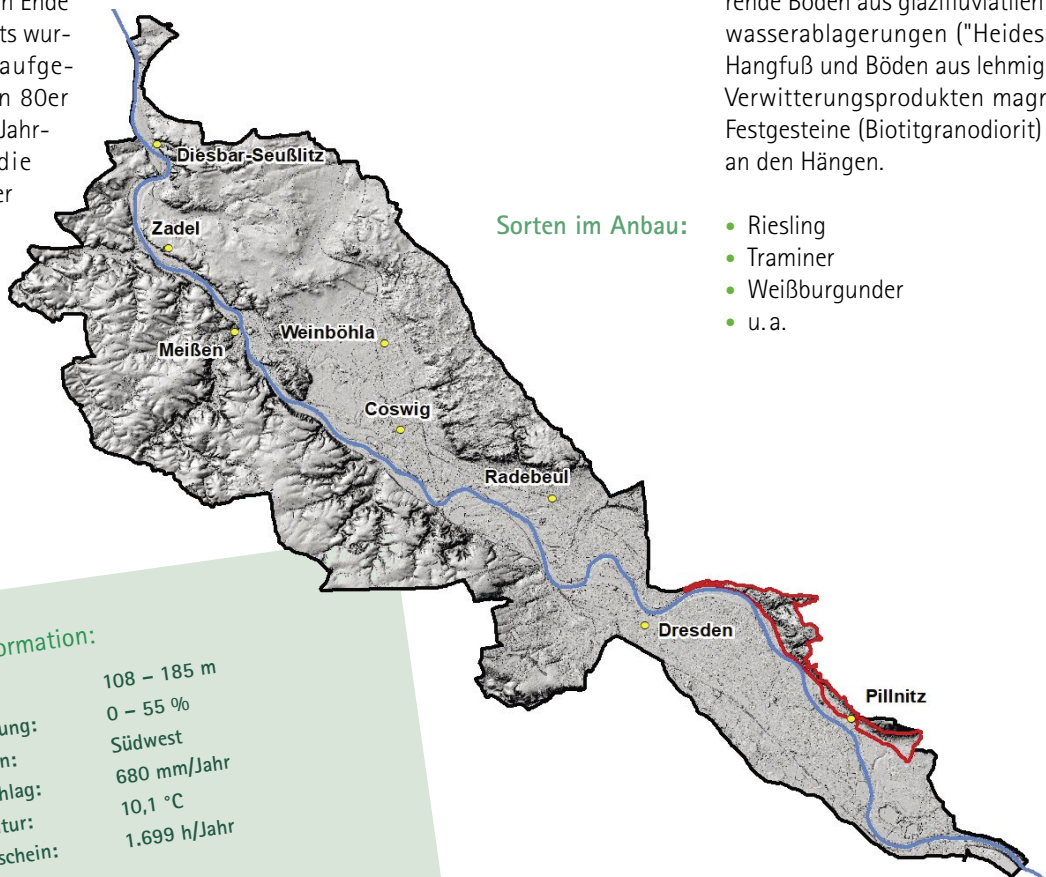 n Ende
ts wur-
aufge-
n 80er
Jahr-
die
er
rende Böden aus glazifluviatilen
wasserablagerungen ("Heides
Hangfuß und Böden aus lehmig
Verwitterungsprodukten magr
Festgesteine (Biotitgranodiorit)
an den Hängen.
Sorten im Anbau:
• Riesling
• Traminer
• Weißburgunder
• u. a.
Diesbar-Seußlitz
Zadel
Weinböhla
Meißen
Coswig
Radebeul
Dresden
Pillnitz
ormation:
108 – 185 m
ung: 0 – 55 %
n: Südwest
hlag: 680 mm/Jahr
tur: 10,1 °C
schein: 1.699 h/Jahr